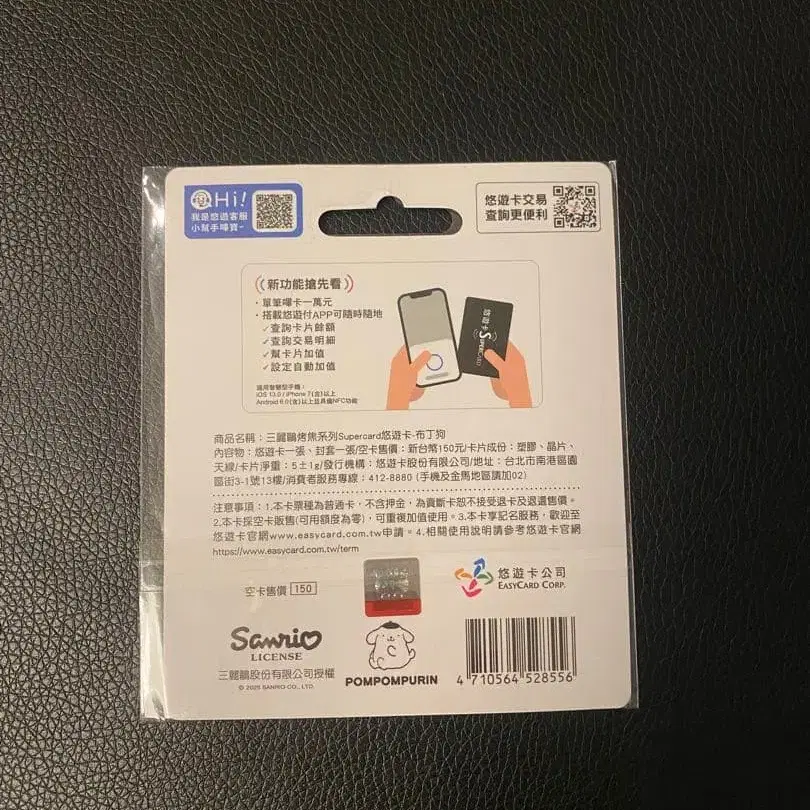 Hi!
我是悠遊客服
小幫手嗶寶~
悠遊卡交易
查詢更便利
新功能搶先看
・單筆嗶卡一萬元
・搭載悠遊付APP可隨時隨地
✓查詢卡片餘額
✓查詢交易明細
✓幫卡片加值
✓設定自動加值
適用智慧型手機:
iOS 13.0 / iPhone 7(含)以上
Android 6.0(含)以上且具備NFC功能
悠遊卡
SUPERCARD
商品名稱:三麗鷗烤焦系列Supercard悠遊卡-布丁狗
內容物:悠遊卡一張、封套一張/空卡售價:新台幣150元/卡片成份:塑膠、晶片、
天線/卡片淨重:5±1g/發行機構:悠遊卡股份有限公司/地址:台北市南港區園
區街3-1號13樓/消費者服務專線:412-8880 (手機及金馬地區請加02)
注意事項:1.本卡票種為普通卡,不含押金,為賣斷卡恕不接受退卡及退還售價。
2.本卡採空卡販售(可用額度為零),可重複加值使用。3.本卡享記名服務,歡迎至
悠遊卡官網www.easycard.com.tw申請。4.相關使用說明請參考悠遊卡官網
https://www.easycard.com.tw/term
空卡售價 150
悠遊卡公司
EASYCARD CORP.
Sanrio
LICENSE
三麗鷗股份有限公司授權
© 2025 SANRIO CO., LTD.
POMPOMPURIN
4 710564 528556